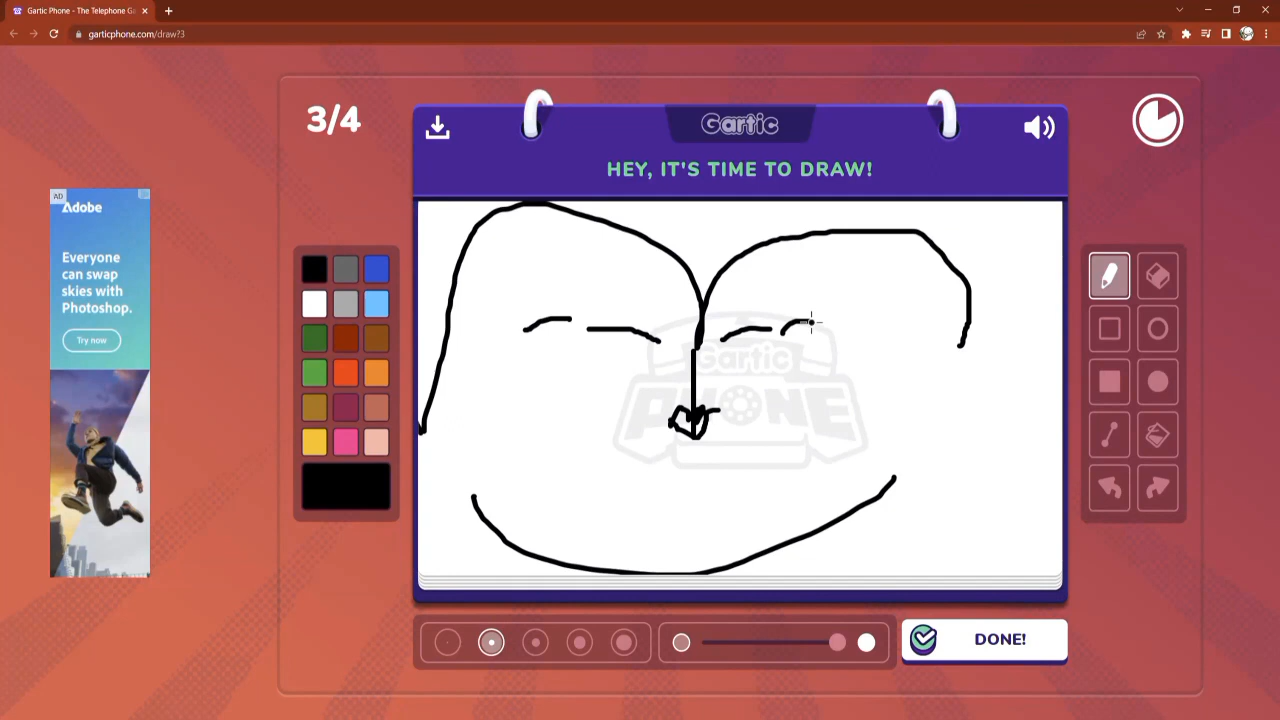 Gartic Phone - The Telephone Ga
garticphone.com/draw?3
3/4
Gartic
HEY, IT'S TIME TO DRAW!
AD
Adobe
Everyone
can swap
skies with
Photoshop.
Try now
Gartic
PHONE
DONE!